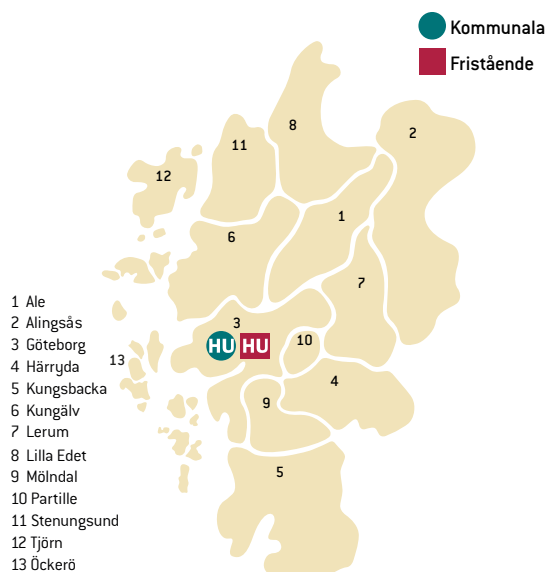 Kommunala
Fristående
8
2
11
12
1
6
7
3
HU HU
10
13
4
9
5
1 Ale
2 Alingsås
3 Göteborg
4 Härryda
5 Kungsbacka
6 Kungälv
7 Lerum
8 Lilla Edet
9 Mölndal
10 Partille
11 Stenungsund
12 Tjörn
13 Öckerö